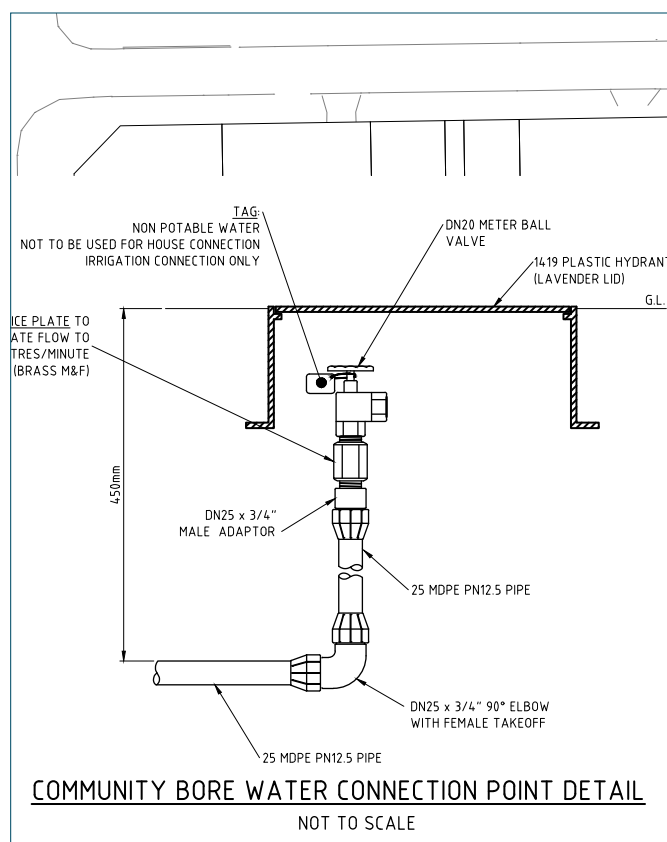 TAG:
NON POTABLE WATER
NOT TO BE USED FOR HOUSE CONNECTION
IRRIGATION CONNECTION ONLY
DN20 METER BALL
VALVE
1419 PLASTIC HYDRANT
(LAVENDER LID)
G.L.
ICE PLATE TO
ATE FLOW TO
TRES/MINUTE
(BRASS M&F)
450mm
DN25 x 3/4"
MALE ADAPTOR
25 MDPE PN12.5 PIPE
DN25 x 3/4" 90° ELBOW
WITH FEMALE TAKEOFF
25 MDPE PN12.5 PIPE
COMMUNITY BORE WATER CONNECTION POINT DETAIL
NOT TO SCALE